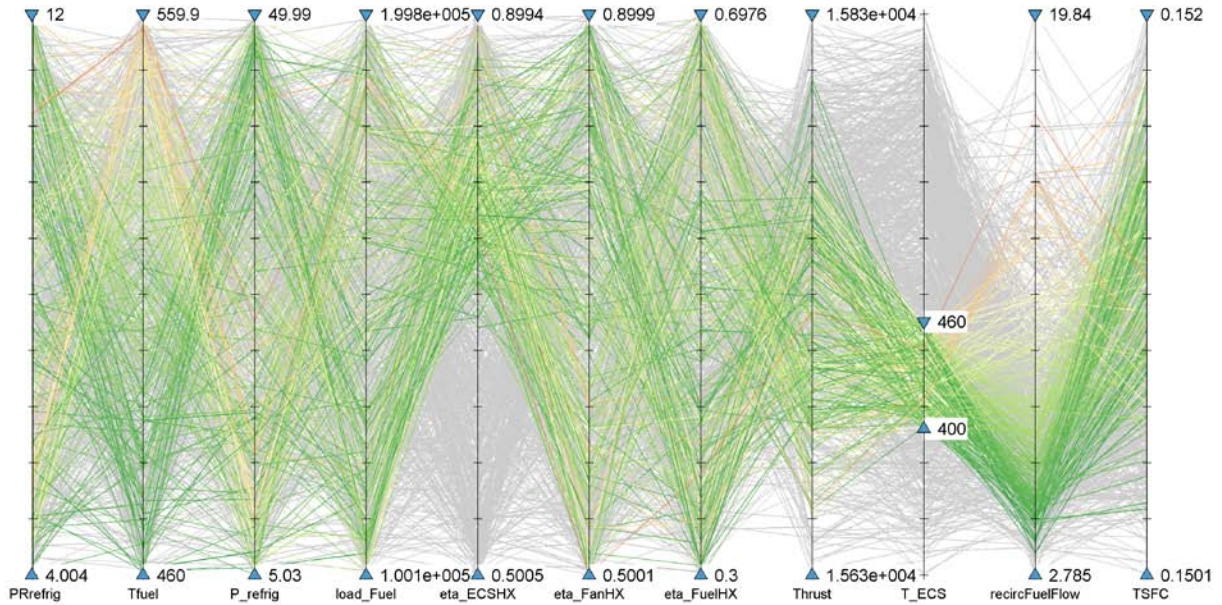 12 559.9 49.99 1.998e+005 0.8994 0.8999 0.6976 1.583e+004 19.84 0.152
460
400
4.004 460 5.03 1.001e+005 0.5005 0.5001 0.3 1.563e+004 2.785 0.1501
PRrefrig Tfuel P_refrig load_Fuel eta_ECSHX eta_FanHX eta_FuelHX Thrust T_ECS recircFuelFlow TSFC